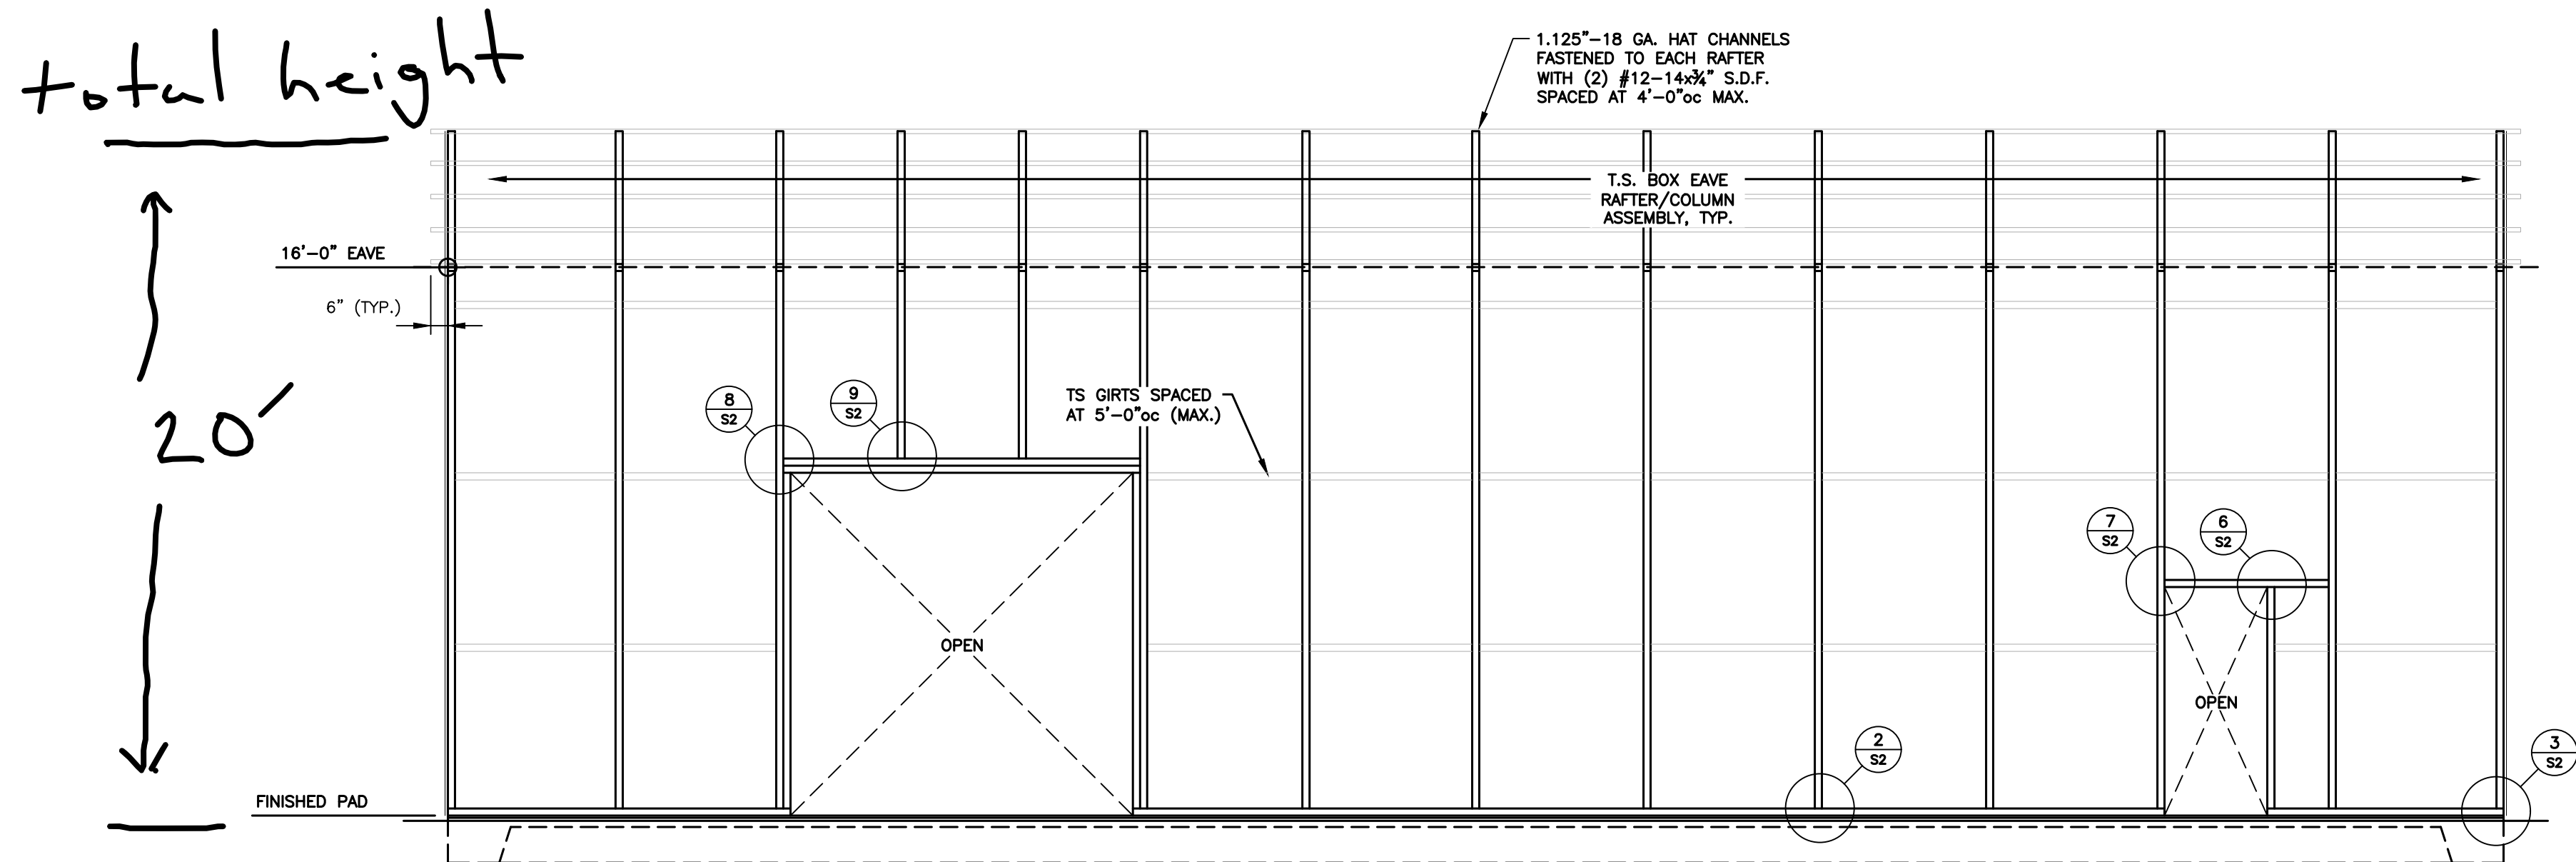 total height
1.125"-18 GA. HAT CHANNELS
FASTENED TO EACH RAFTER
WITH (2) #12-14x¾" S.D.F.
SPACED AT 4'-0"oc MAX.
T.S. BOX EAVE
RAFTER/COLUMN
ASSEMBLY, TYP.
16'-0" EAVE
6" (TYP.)
20'
8
S2
9
S2
TS GIRTS SPACED
AT 5'-0"oc (MAX.)
7
S2
6
S2
OPEN
OPEN
2
S2
3
S2
FINISHED PAD